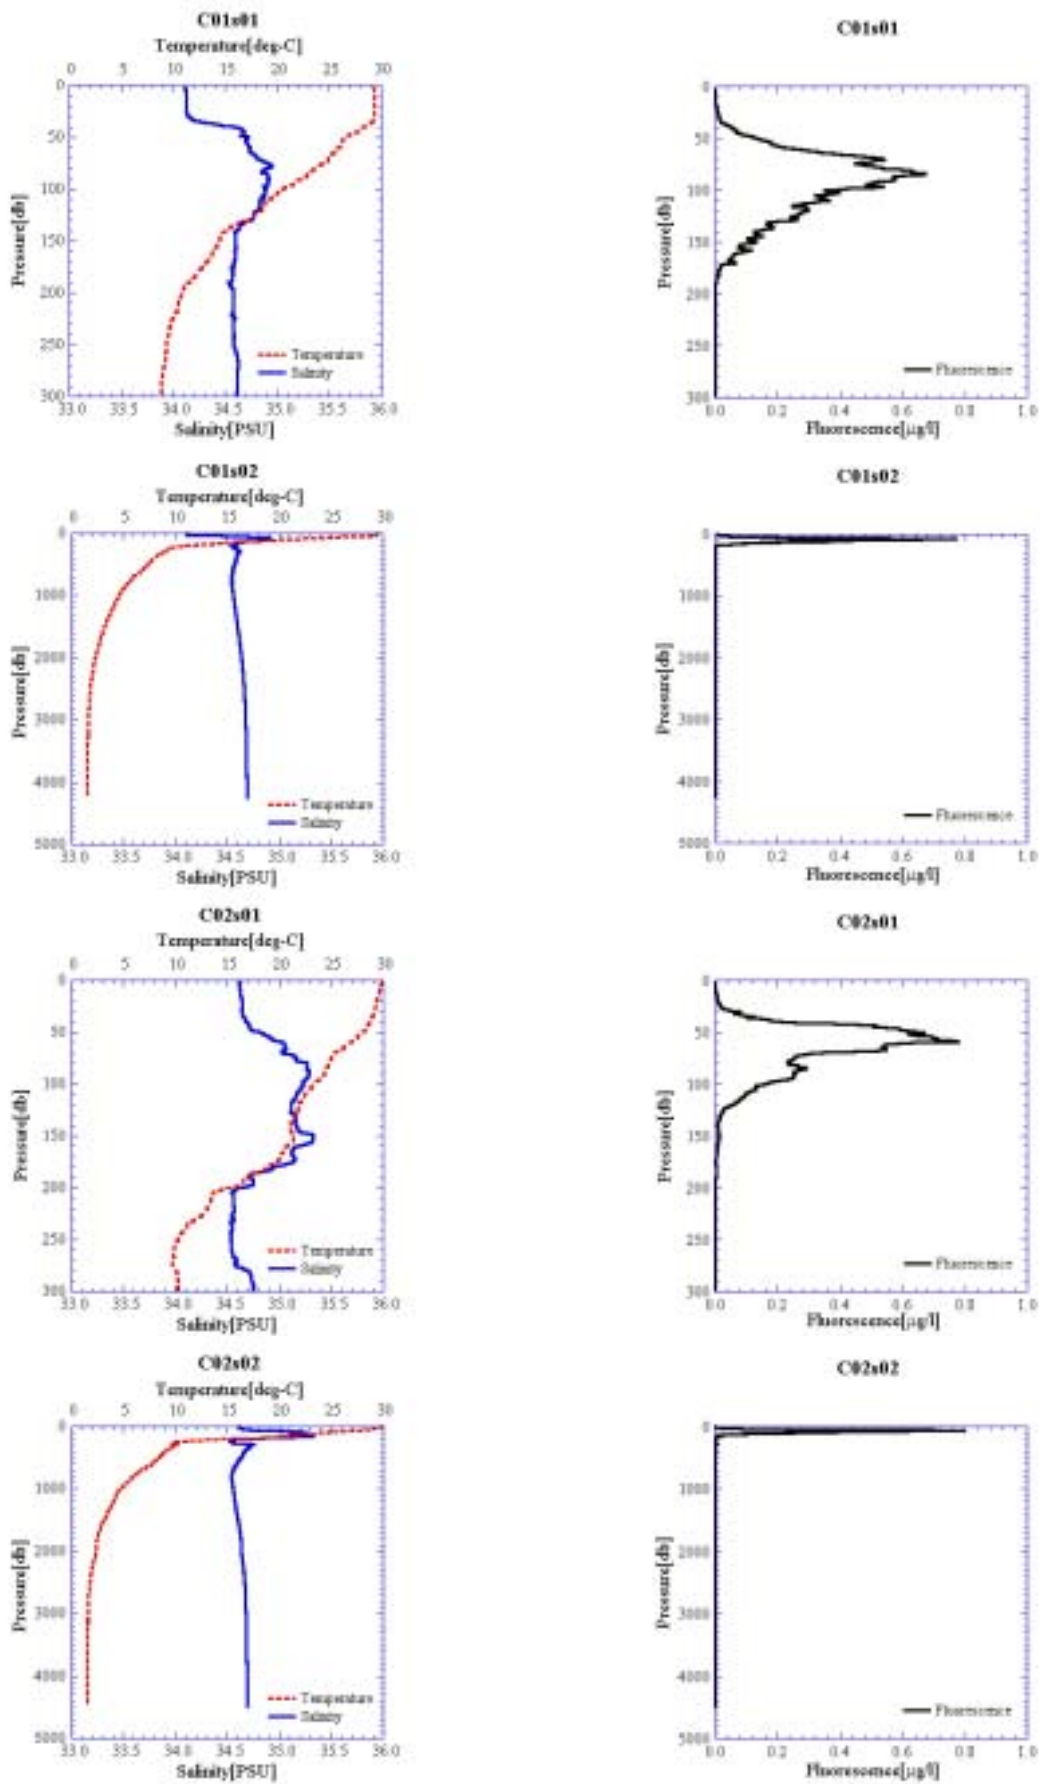 C01s01
Temperature[deg-C]
0 5 10 15 20 25 30
0
50
100
150
200
250
300
Pressure[db]
Temperature
Salinity
33.0 33.5 34.0 34.5 35.0 35.5 36.0
Salinity[PSU]
C01s01
0
50
100
150
200
250
300
Pressure[db]
Fluorescence
0.0 0.2 0.4 0.6 0.8 1.0
Fluorescence[μg/l]
C01s02
Temperature[deg-C]
0 5 10 15 20 25 30
0
1000
2000
3000
4000
5000
Pressure[db]
Temperature
Salinity
33.0 33.5 34.0 34.5 35.0 35.5 36.0
Salinity[PSU]
C01s02
0
1000
2000
3000
4000
5000
Pressure[db]
Fluorescence
0.0 0.2 0.4 0.6 0.8 1.0
Fluorescence[μg/l]
C02s01
Temperature[deg-C]
0 5 10 15 20 25 30
0
50
100
150
200
250
300
Pressure[db]
Temperature
Salinity
33.0 33.5 34.0 34.5 35.0 35.5 36.0
Salinity[PSU]
C02s01
0
50
100
150
200
250
300
Pressure[db]
Fluorescence
0.0 0.2 0.4 0.6 0.8 1.0
Fluorescence[μg/l]
C02s02
Temperature[deg-C]
0 5 10 15 20 25 30
0
1000
2000
3000
4000
5000
Pressure[db]
Temperature
Salinity
33.0 33.5 34.0 34.5 35.0 35.5 36.0
Salinity[PSU]
C02s02
0
1000
2000
3000
4000
5000
Pressure[db]
Fluorescence
0.0 0.2 0.4 0.6 0.8 1.0
Fluorescence[μg/l]